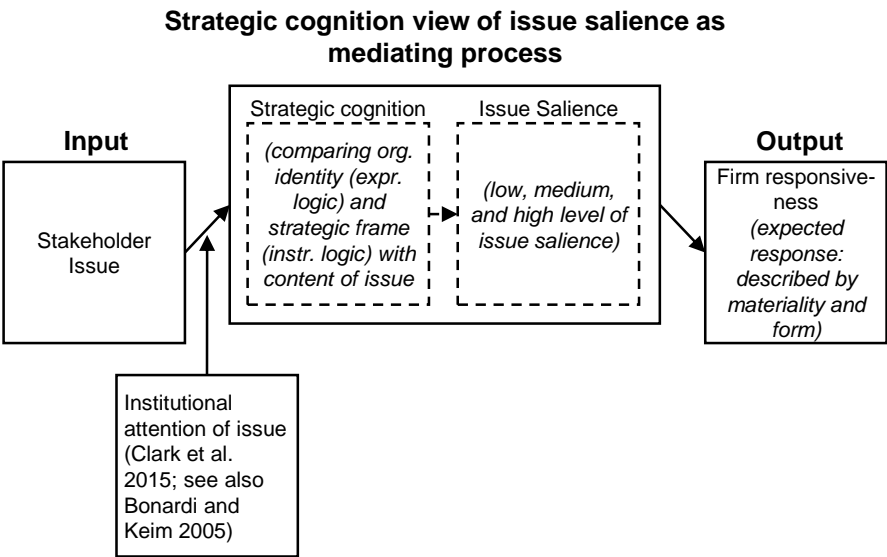 Strategic cognition view of issue salience as
mediating process
Input
Stakeholder
Issue
Strategic cognition
(comparing org.
identity (expr.
logic) and
strategic frame
(instr. logic) with
content of issue
Issue Salience
(low, medium,
and high level of
issue salience)
Output
Firm responsive-
ness
(expected
response:
described by
materiality and
form)
Institutional
attention of issue
(Clark et al.
2015; see also
Bonardi and
Keim 2005)